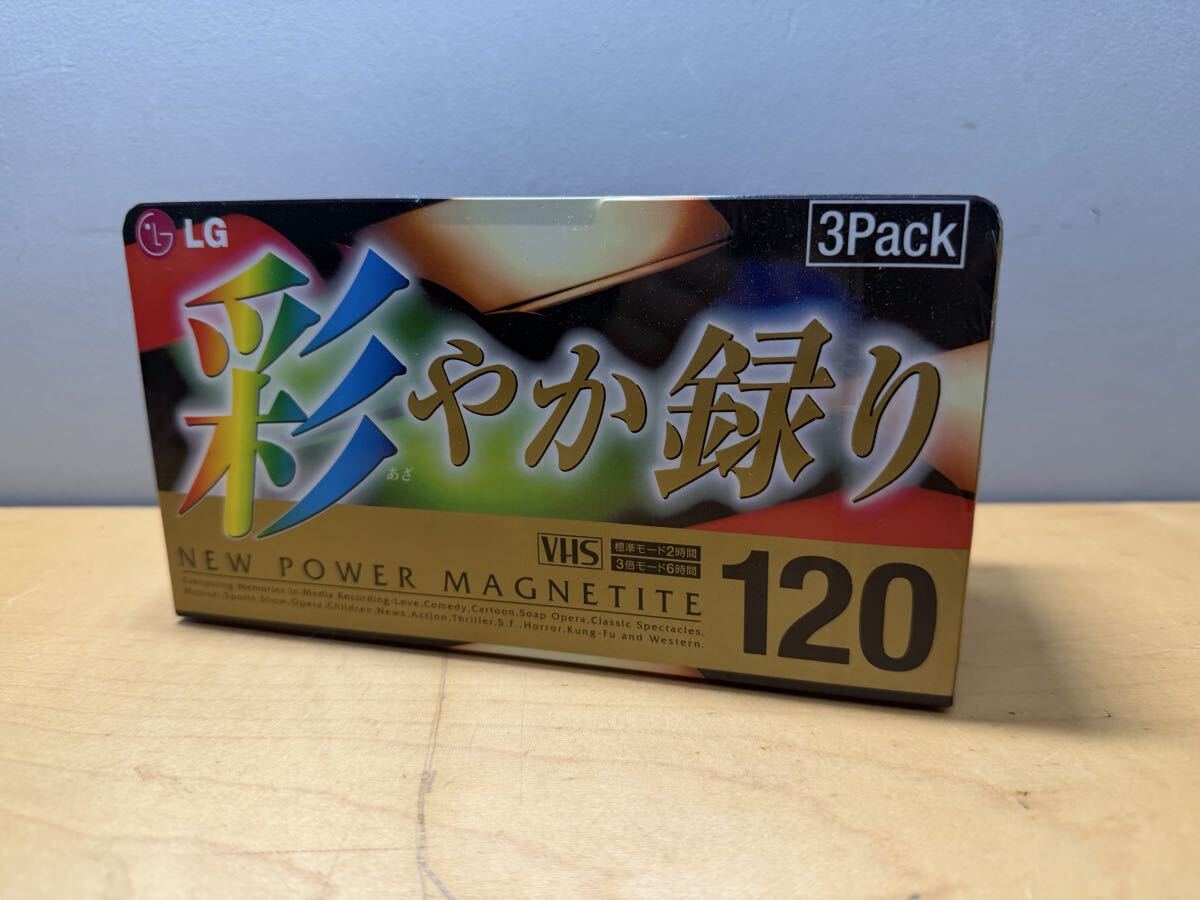 LG
3Pack
彩やか録り
あざ
VHS
標準モード2時間
3倍モード6時間
120
NEW POWER MAGNETITE
Everlasting Memories In Media Recording:Love,Comedy,Cartoon,Soap Opera,Classic Spectacles,
Musical,Sports,Show,Opera,Children,News,Action,Thriller,S.F.,Horror,Kung-Fu and Western.